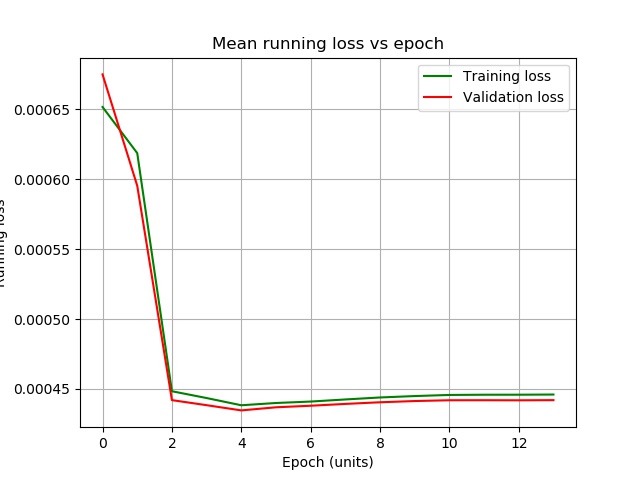 Mean running loss vs epoch
Training loss
Validation loss
0.00065
0.00060
0.00055
0.00050
0.00045
Running loss
0 2 4 6 8 10 12
Epoch (units)